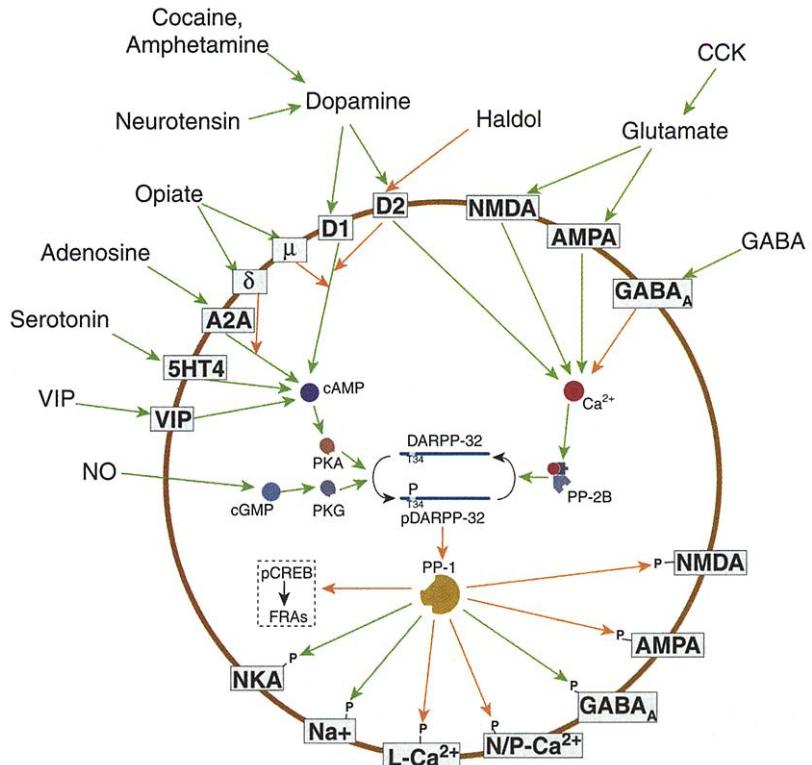 Cocaine,
Amphetamine
CCK
Dopamine
Haldol
Neurotensin
Glutamate
Opiate
D2
NMDA
D1
AMPA
μ
Adenosine
GABA
δ
GABA_A
A2A
Serotonin
5HT4
cAMP
Ca²⁺
VIP
VIP
DARPP-32
T34
PKA
NO
P
PP-2B
cGMP
PKG
T34
pDARPP-32
PP-1
P
NMDA
pCREB
FRAs
P
AMPA
P
NKA
P
GABA_A
P
Na+
P
L-Ca²⁺
P
N/P-Ca²⁺